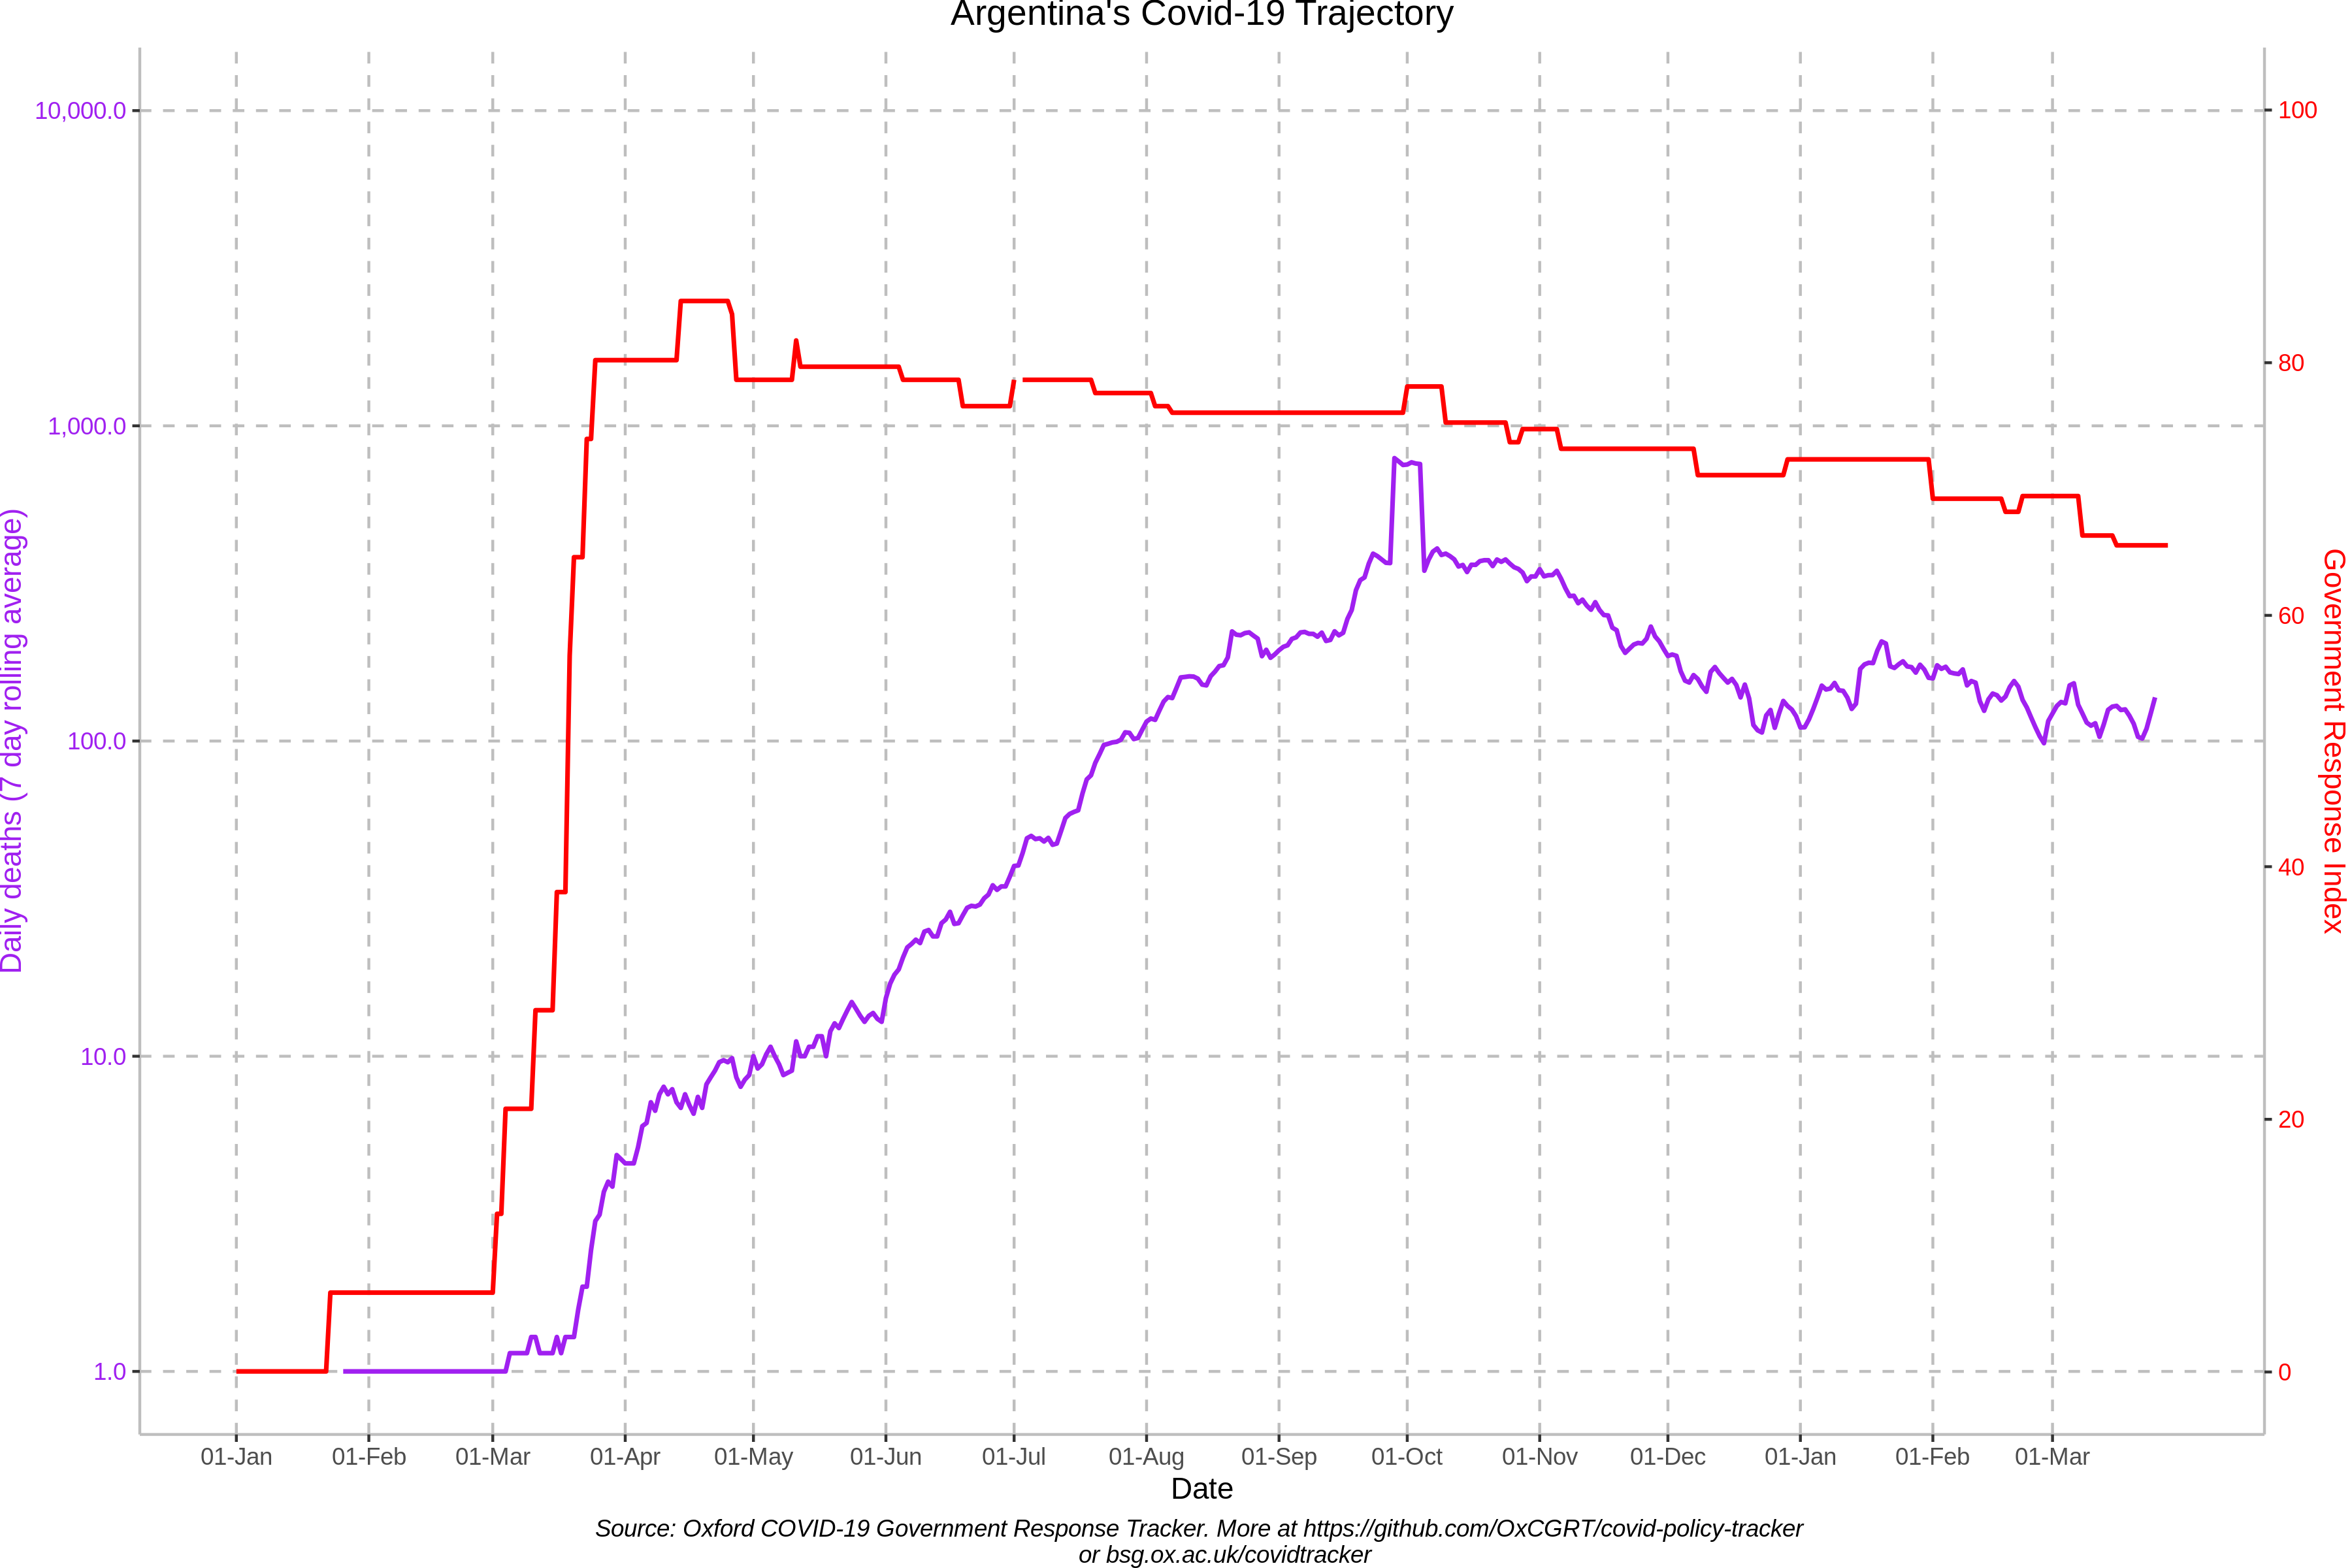 Argentina's Covid-19 Trajectory
10,000.0
1,000.0
100.0
10.0
1.0
Daily deaths (7 day rolling average)
100
80
60
40
20
0
Government Response Index
01-Jan 01-Feb 01-Mar 01-Apr 01-May 01-Jun 01-Jul 01-Aug 01-Sep 01-Oct 01-Nov 01-Dec 01-Jan 01-Feb 01-Mar
Date
Source: Oxford COVID-19 Government Response Tracker. More at https://github.com/OxCGRT/covid-policy-tracker
or bsg.ox.ac.uk/covidtracker